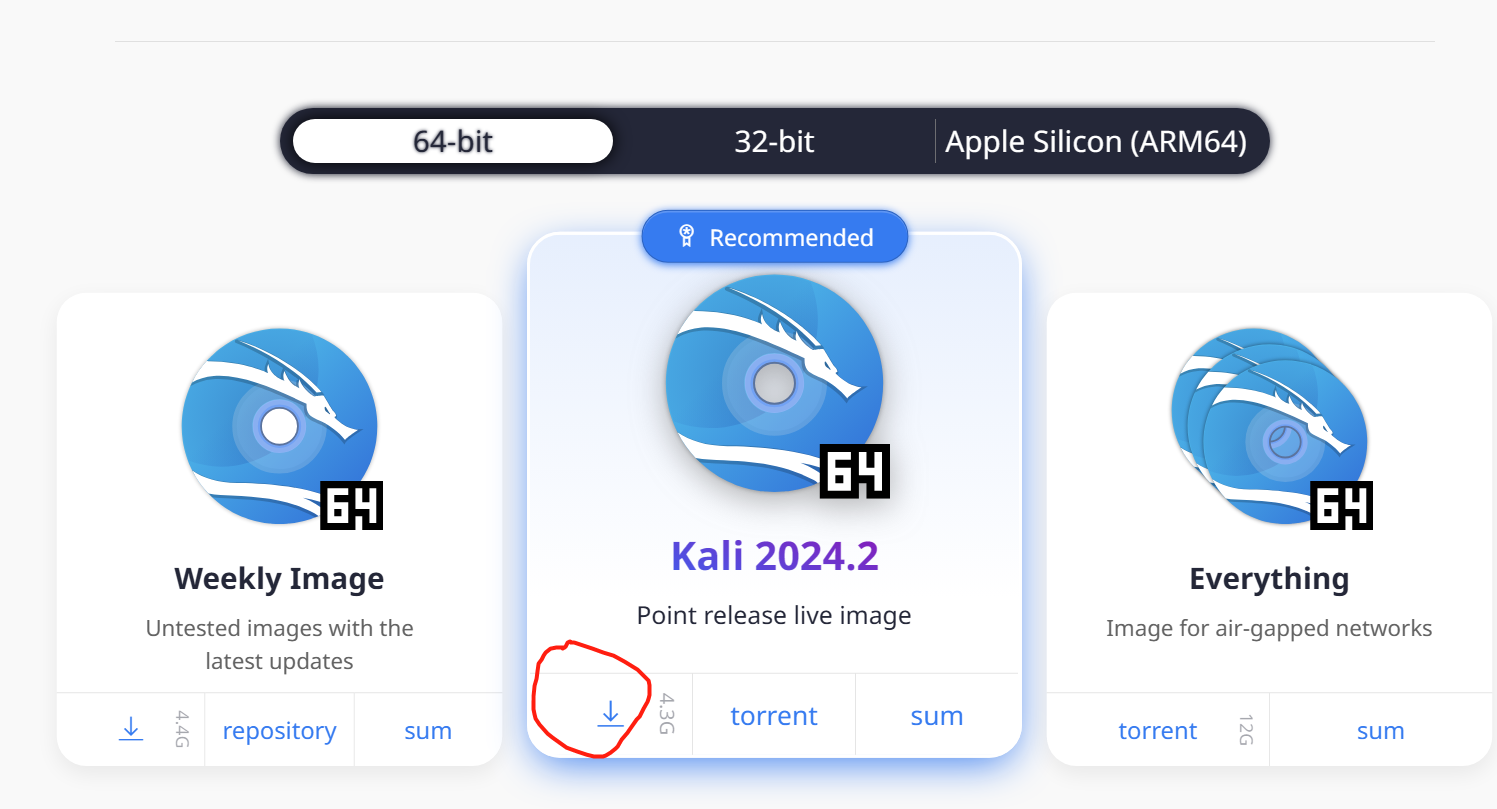 64-bit
32-bit
Apple Silicon (ARM64)
Recommended
64
Weekly Image
Untested images with the
latest updates
4.4G
repository
sum
64
Kali 2024.2
Point release live image
4.3G
torrent
sum
64
Everything
Image for air-gapped networks
torrent
12G
sum